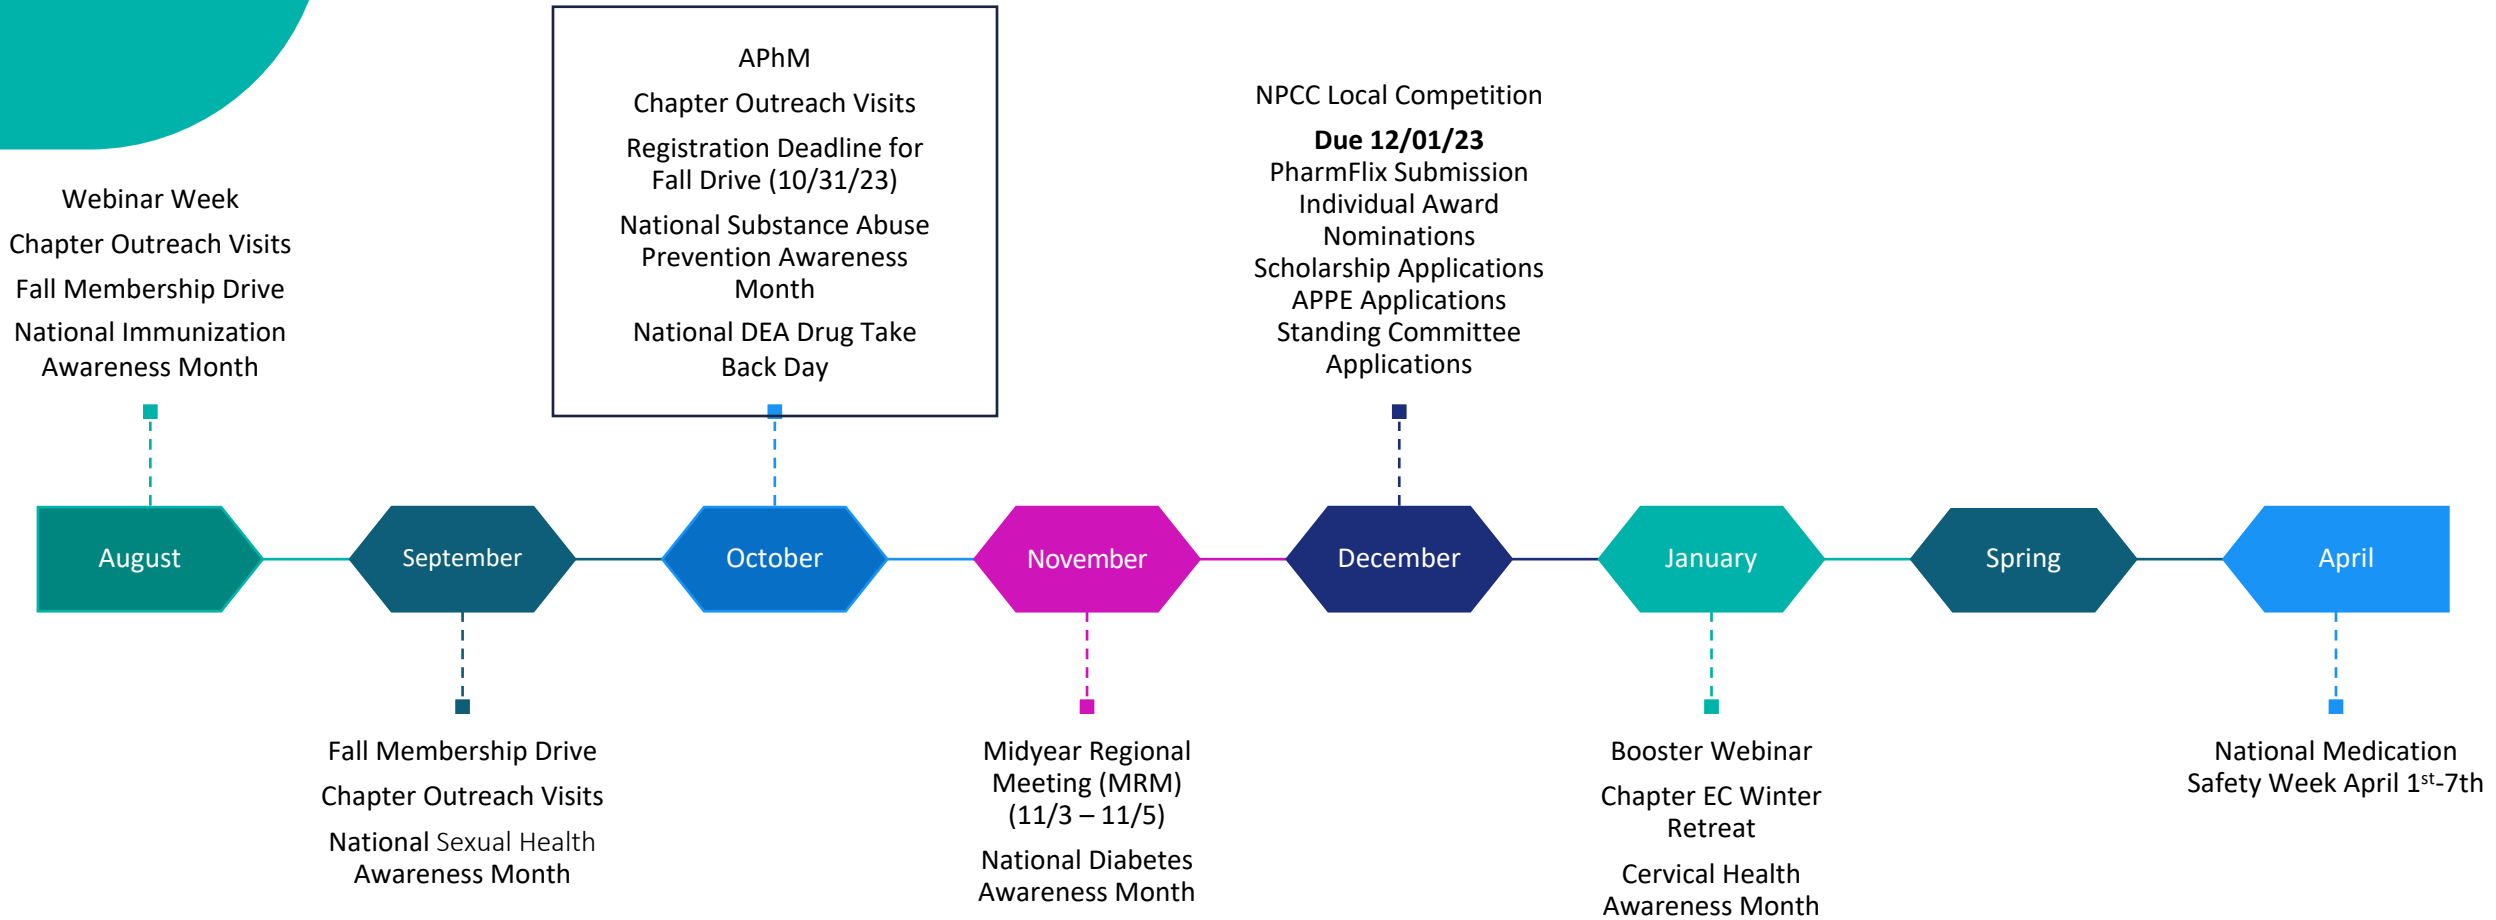 Webinar Week
Chapter Outreach Visits
Fall Membership Drive
National Immunization
Awareness Month
APhM
Chapter Outreach Visits
Registration Deadline for
Fall Drive (10/31/23)
National Substance Abuse
Prevention Awareness
Month
National DEA Drug Take
Back Day
NPCC Local Competition
Due 12/01/23
PharmFlix Submission
Individual Award
Nominations
Scholarship Applications
APPE Applications
Standing Committee
Applications
August
September
October
November
December
January
Spring
April
Fall Membership Drive
Chapter Outreach Visits
National Sexual Health
Awareness Month
Midyear Regional
Meeting (MRM)
(11/3 – 11/5)
National Diabetes
Awareness Month
Booster Webinar
Chapter EC Winter
Retreat
Cervical Health
Awareness Month
National Medication
Safety Week April 1st-7th